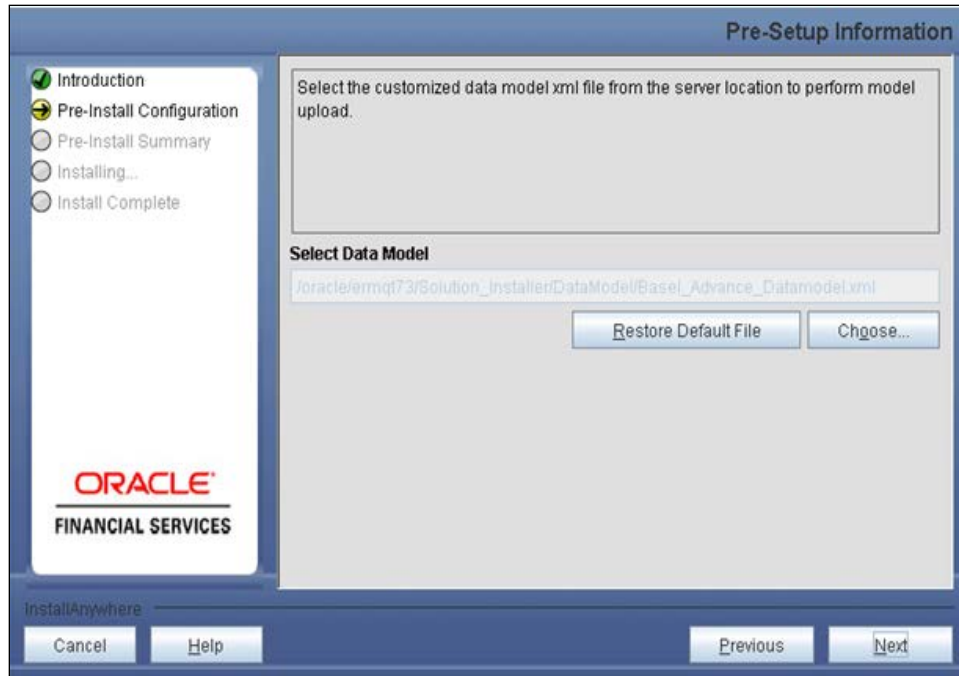 Pre-Setup Information
Introduction
Pre-Install Configuration
Pre-Install Summary
Installing...
Install Complete
ORACLE
FINANCIAL SERVICES
Select the customized data model xml file from the server location to perform model
upload.
Select Data Model
/oracle/ermqt73/Solution_Installer/DataModel/Basel_Advance_Datamodel.xml
Restore Default File
Choose...
InstallAnywhere
Cancel
Help
Previous
Next